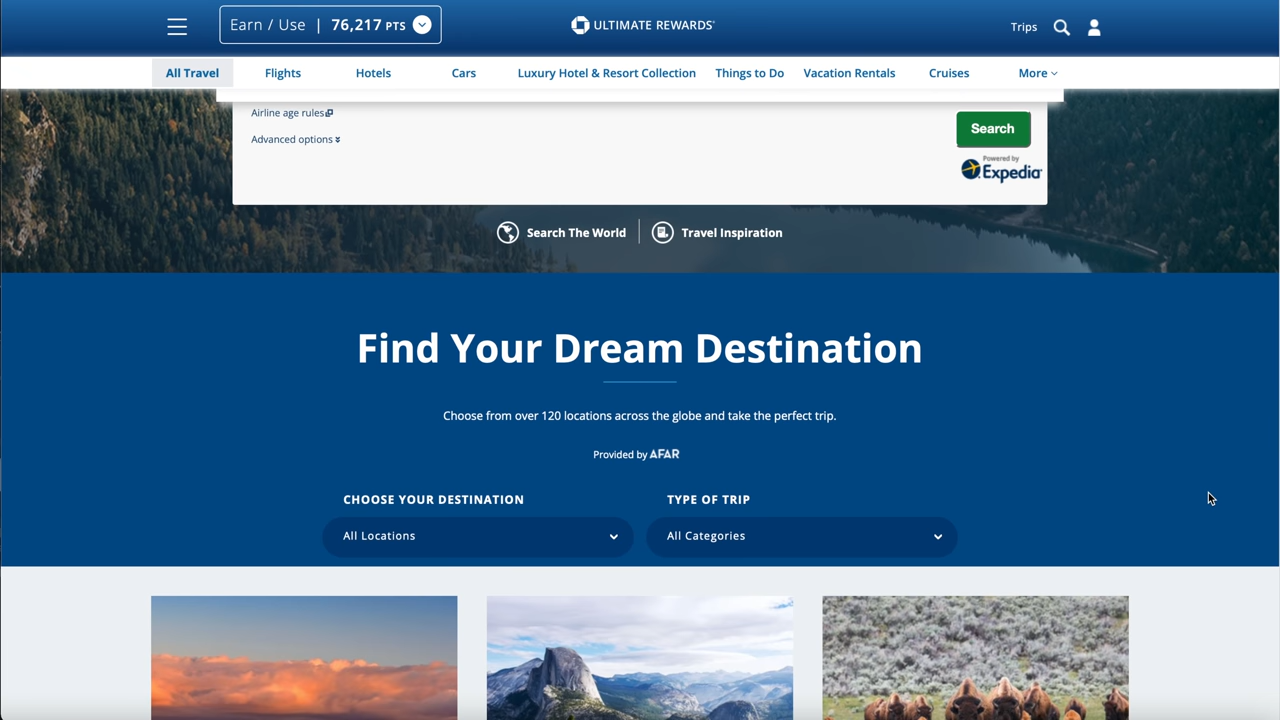 Earn / Use | 76,217 PTS
ULTIMATE REWARDS®
Trips
All Travel
Flights
Hotels
Cars
Luxury Hotel & Resort Collection
Things to Do
Vacation Rentals
Cruises
More
Airline age rules
Advanced options
Search
Powered by
Expedia
Search The World
Travel Inspiration
Find Your Dream Destination
Choose from over 120 locations across the globe and take the perfect trip.
Provided by AFAR
CHOOSE YOUR DESTINATION
TYPE OF TRIP
All Locations
All Categories